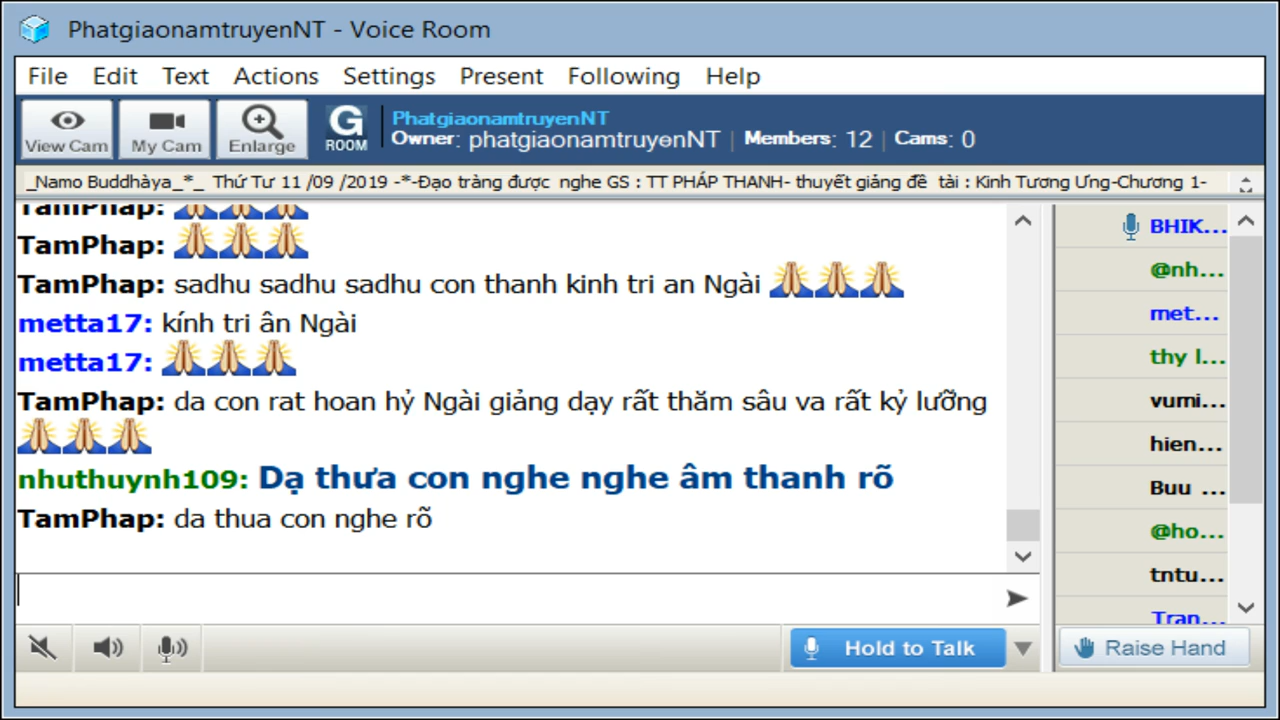 PhatgiaonamtruyenNT - Voice Room
File Edit Text Actions Settings Present Following Help
View Cam My Cam Enlarge G ROOM
PhatgiaonamtruyenNT
Owner: phatgiaonamtruyenNT | Members: 12 | Cams: 0
_Namo Buddhàya_*_ Thứ Tư 11 /09 /2019 -*-Đạo tràng được nghe GS : TT PHÁP THANH- thuyết giảng đề tài : Kinh Tương Ưng-Chương 1-
TamPhap: 🙏🙏🙏
TamPhap: 🙏🙏🙏
TamPhap: sadhu sadhu sadhu con thanh kinh tri an Ngài 🙏🙏🙏
metta17: kính tri ân Ngài
metta17: 🙏🙏🙏
TamPhap: da con rat hoan hỷ Ngài giảng dạy rất thăm sâu va rất kỷ lưỡng
🙏🙏🙏
nhuthuynh109: Dạ thưa con nghe nghe âm thanh rõ
TamPhap: da thua con nghe rõ
BHIK...
@nh...
met...
thy l...
vumi...
hien...
Buu ...
@ho...
tntu...
Tran...
Hold to Talk
Raise Hand